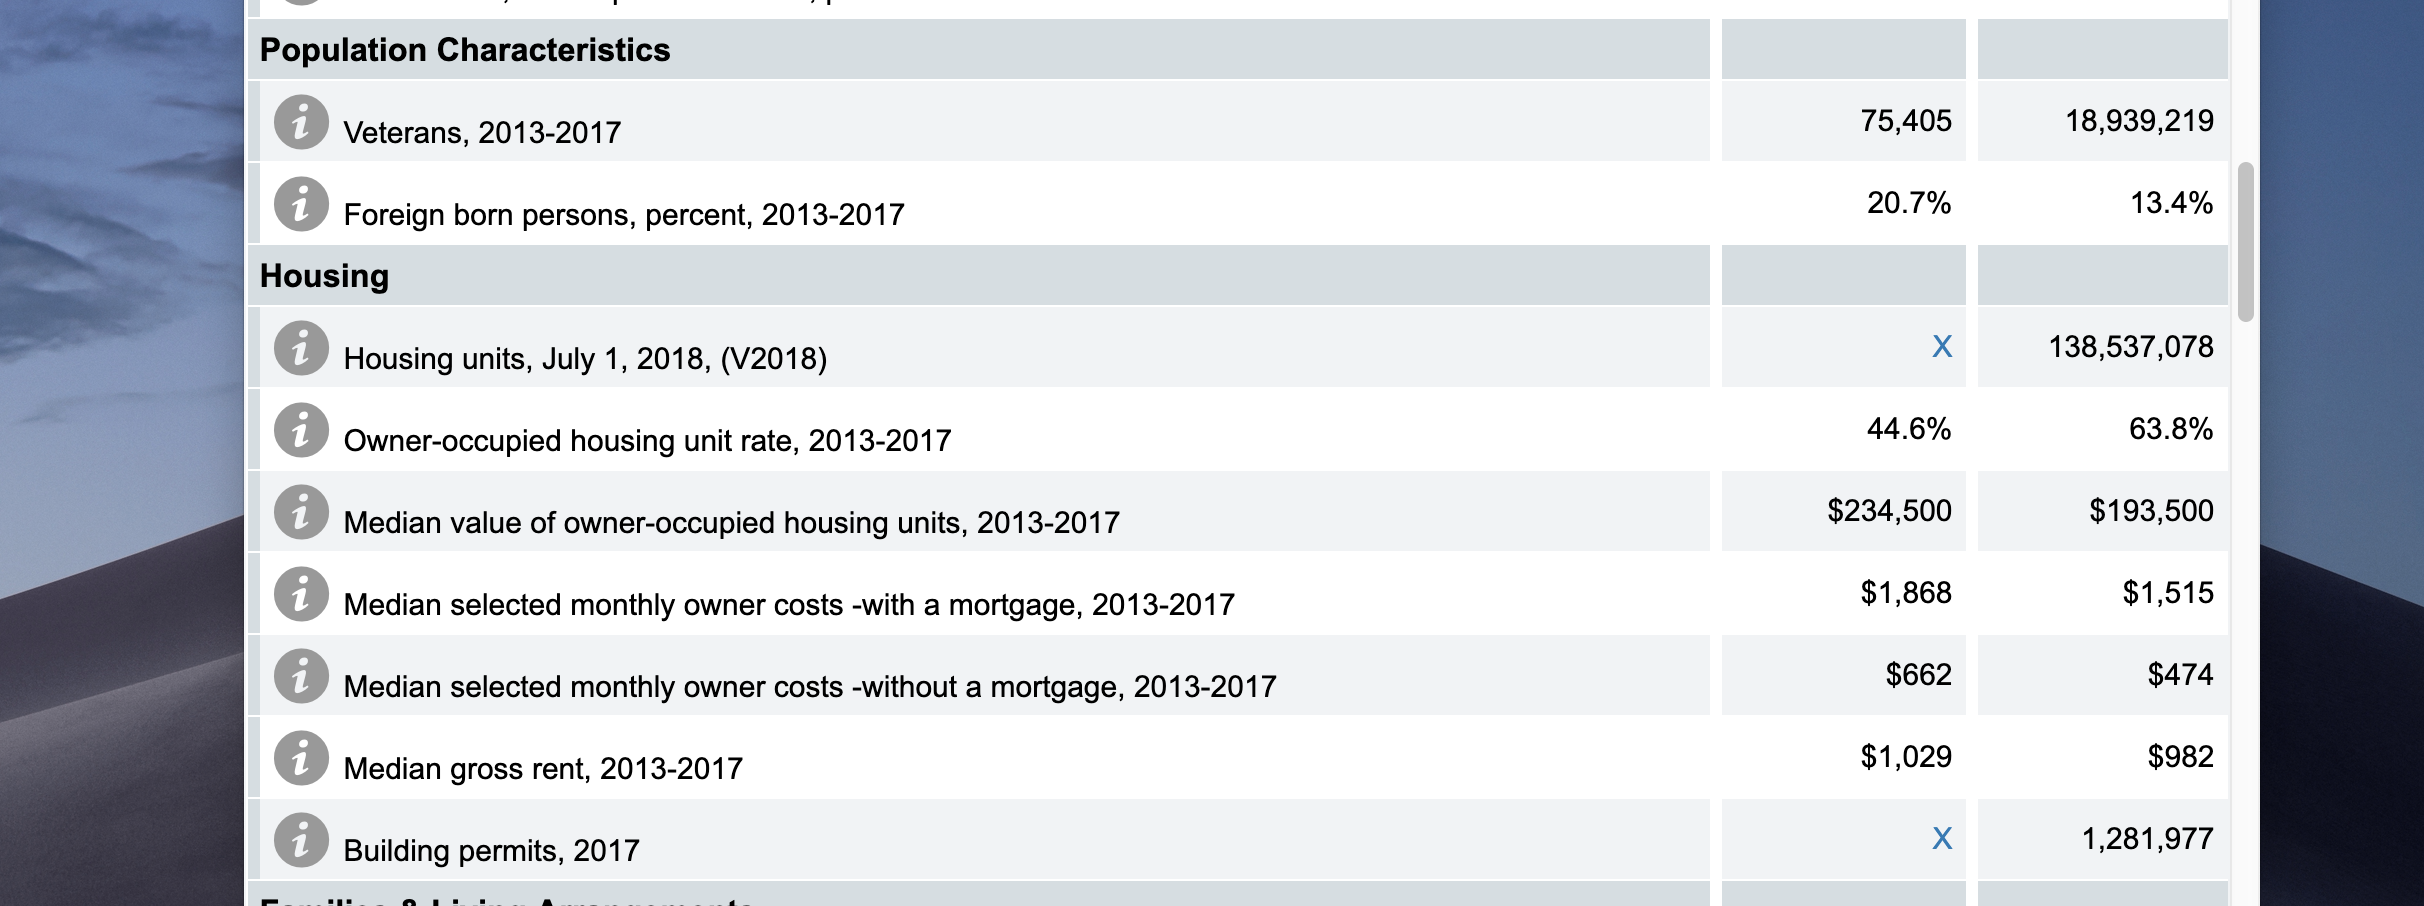 Population Characteristics
Veterans, 2013-2017 75,405 18,939,219
Foreign born persons, percent, 2013-2017 20.7% 13.4%
Housing
Housing units, July 1, 2018, (V2018) X 138,537,078
Owner-occupied housing unit rate, 2013-2017 44.6% 63.8%
Median value of owner-occupied housing units, 2013-2017 $234,500 $193,500
Median selected monthly owner costs -with a mortgage, 2013-2017 $1,868 $1,515
Median selected monthly owner costs -without a mortgage, 2013-2017 $662 $474
Median gross rent, 2013-2017 $1,029 $982
Building permits, 2017 X 1,281,977
Families & Living Arrangements